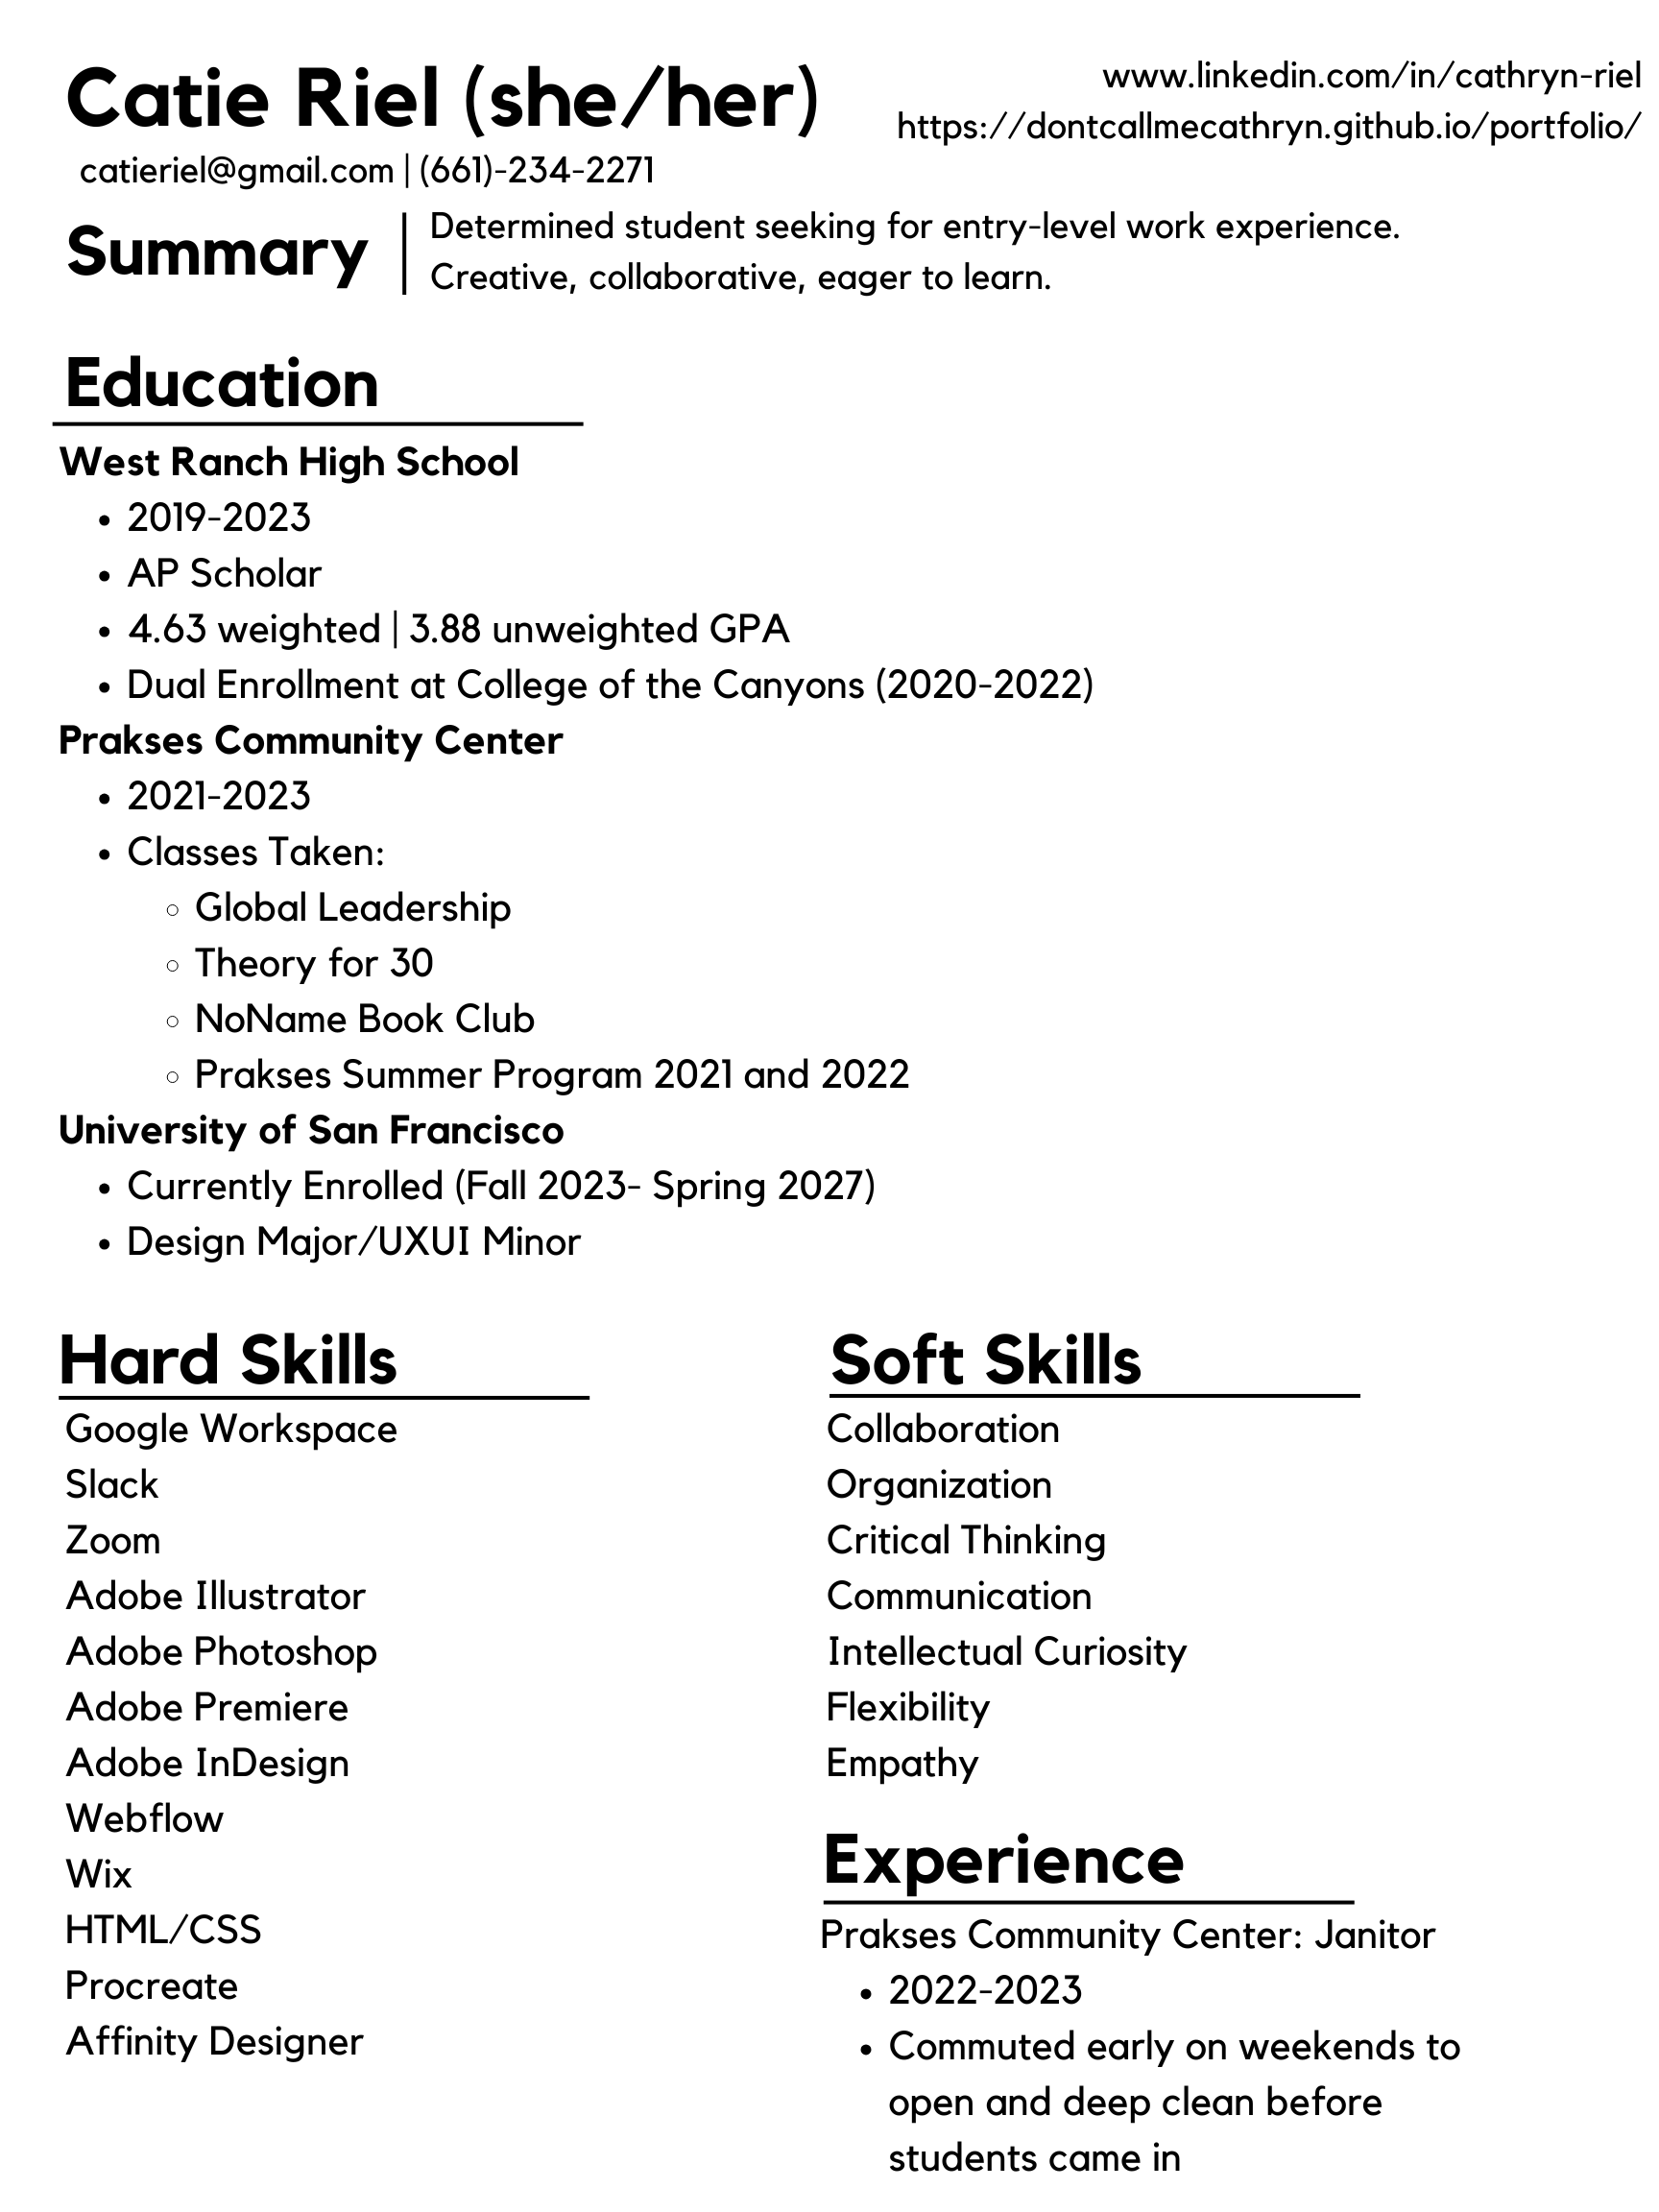 Catie Riel (she/her)
www.linkedin.com/in/cathryn-riel
https://dontcallmecathryn.github.io/portfolio/
catieriel@gmail.com | (661)-234-2271
Summary
Determined student seeking for entry-level work experience.
Creative, collaborative, eager to learn.
Education
West Ranch High School
• 2019-2023
• AP Scholar
• 4.63 weighted | 3.88 unweighted GPA
• Dual Enrollment at College of the Canyons (2020-2022)
Prakses Community Center
• 2021-2023
• Classes Taken:
◦ Global Leadership
◦ Theory for 30
◦ NoName Book Club
◦ Prakses Summer Program 2021 and 2022
University of San Francisco
• Currently Enrolled (Fall 2023- Spring 2027)
• Design Major/UXUI Minor
Hard Skills
Google Workspace
Slack
Zoom
Adobe Illustrator
Adobe Photoshop
Adobe Premiere
Adobe InDesign
Webflow
Wix
HTML/CSS
Procreate
Affinity Designer
Soft Skills
Collaboration
Organization
Critical Thinking
Communication
Intellectual Curiosity
Flexibility
Empathy
Experience
Prakses Community Center: Janitor
• 2022-2023
• Commuted early on weekends to
open and deep clean before
students came in